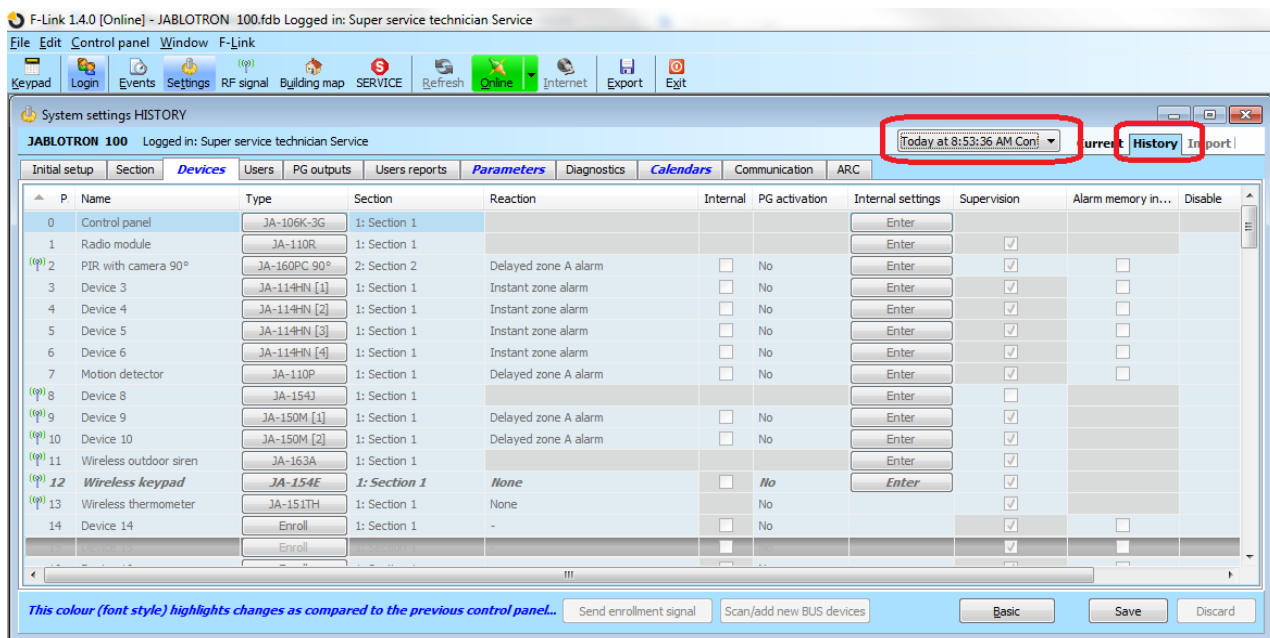 F-Link 1.4.0 [Online] - JABLOTRON 100.fdb Logged in: Super service technician Service
File Edit Control panel Window F-Link
Keypad Login Events Settings RF signal Building map SERVICE Refresh Online Internet Export Exit
System settings HISTORY
JABLOTRON 100 Logged in: Super service technician Service Today at 8:53:36 AM Con Current History Import
Initial setup Section Devices Users PG outputs Users reports Parameters Diagnostics Calendars Communication ARC
P Name Type Section Reaction Internal PG activation Internal settings Supervision Alarm memory in... Disable
0 Control panel JA-106K-3G 1: Section 1 Enter
1 Radio module JA-110R 1: Section 1 Enter
2 PIR with camera 90° JA-160PC 90° 2: Section 2 Delayed zone A alarm No Enter
3 Device 3 JA-114HN [1] 1: Section 1 Instant zone alarm No Enter
4 Device 4 JA-114HN [2] 1: Section 1 Instant zone alarm No Enter
5 Device 5 JA-114HN [3] 1: Section 1 Instant zone alarm No Enter
6 Device 6 JA-114HN [4] 1: Section 1 Instant zone alarm No Enter
7 Motion detector JA-110P 1: Section 1 Delayed zone A alarm No Enter
8 Device 8 JA-154J 1: Section 1 Enter
9 Device 9 JA-150M [1] 1: Section 1 Delayed zone A alarm No Enter
10 Device 10 JA-150M [2] 1: Section 1 Delayed zone A alarm No Enter
11 Wireless outdoor siren JA-163A 1: Section 1 Enter
12 Wireless keypad JA-154E 1: Section 1 None No Enter
13 Wireless thermometer JA-151TH 1: Section 1 None No
14 Device 14 Enroll 1: Section 1 - No
15 Device 15 Enroll 1: Section 1
This colour (font style) highlights changes as compared to the previous control panel... Send enrollment signal Scan/add new BUS devices Basic Save Discard